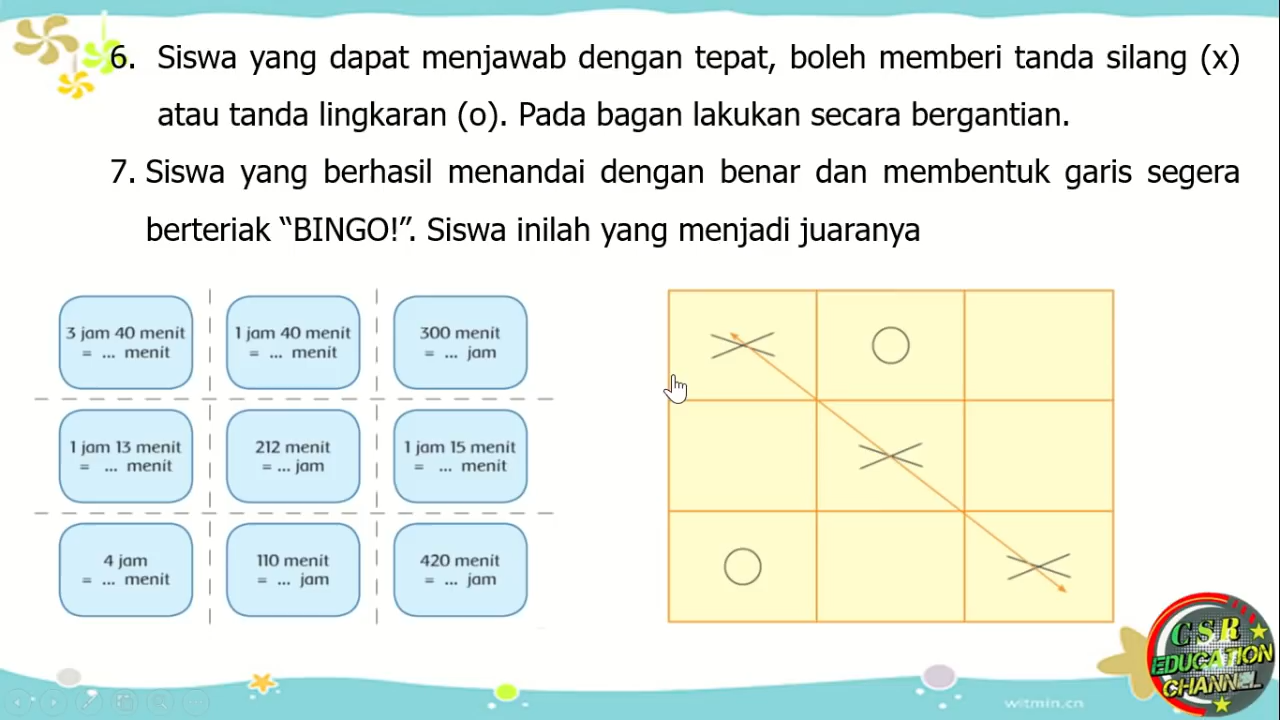 6. Siswa yang dapat menjawab dengan tepat, boleh memberi tanda silang (x)
atau tanda lingkaran (o). Pada bagan lakukan secara bergantian.
7. Siswa yang berhasil menandai dengan benar dan membentuk garis segera
berteriak “BINGO!”. Siswa inilah yang menjadi juaranya
3 jam 40 menit
= ... menit
1 jam 40 menit
= ... menit
300 menit
= ... jam
1 jam 13 menit
= ... menit
212 menit
= ... jam
1 jam 15 menit
= ... menit
4 jam
= ... menit
110 menit
= ... jam
420 menit
= ... jam
CSR
EDUCATION
CHANNEL
witmin.cn